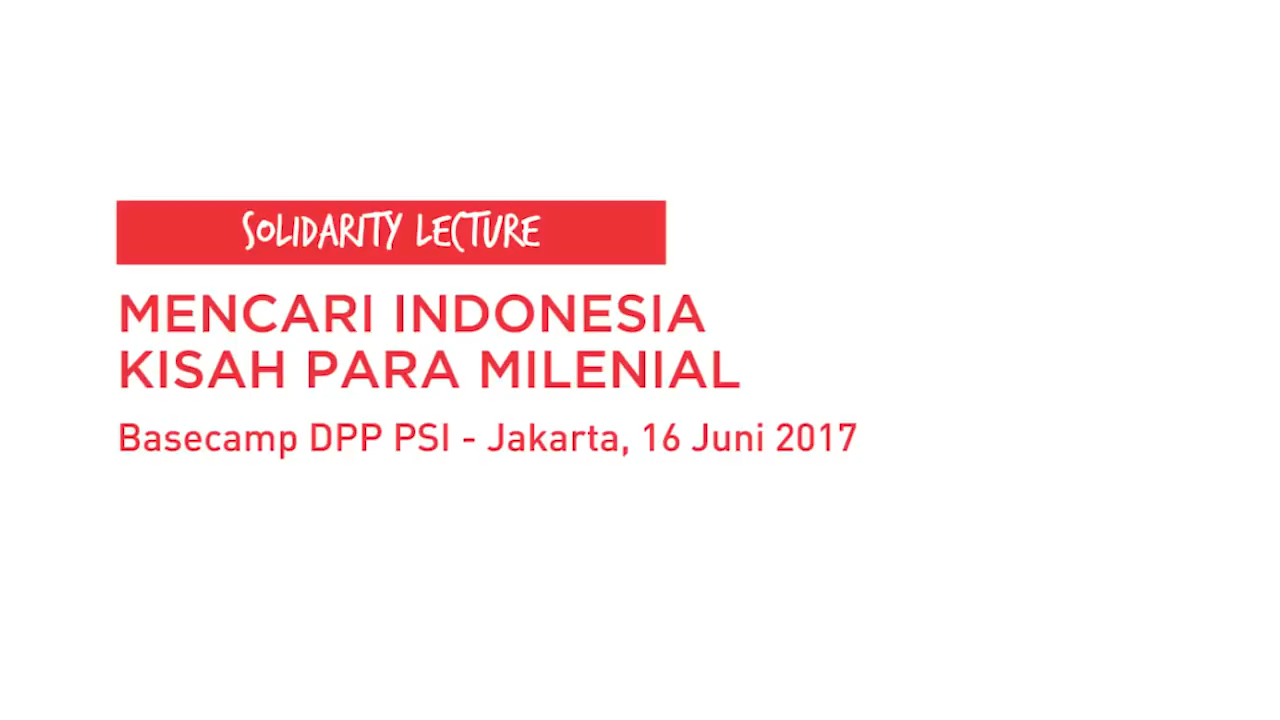 SOLIDARITY LECTURE
MENCARI INDONESIA
KISAH PARA MILENIAL
Basecamp DPP PSI - Jakarta, 16 Juni 2017